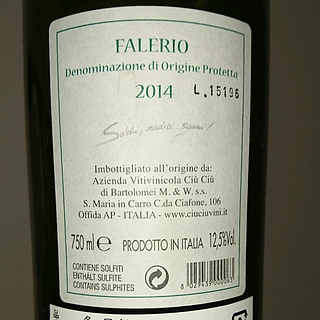 FALERIO
Denominazione di Origine Protetta
2014 L.15196
Imbottigliato all'origine da:
Azienda Vitivinicola Ciù Ciù
di Bartolomei M. & W. s.s.
S. Maria in Carro C.da Ciafone, 106
Offida AP - ITALIA - www.ciuciuvini.it
750 ml e PRODOTTO IN ITALIA 12,5%Vol.
CONTIENE SOLFITI
ENTHÄLT SULFITE
CONTAINS SULPHITES